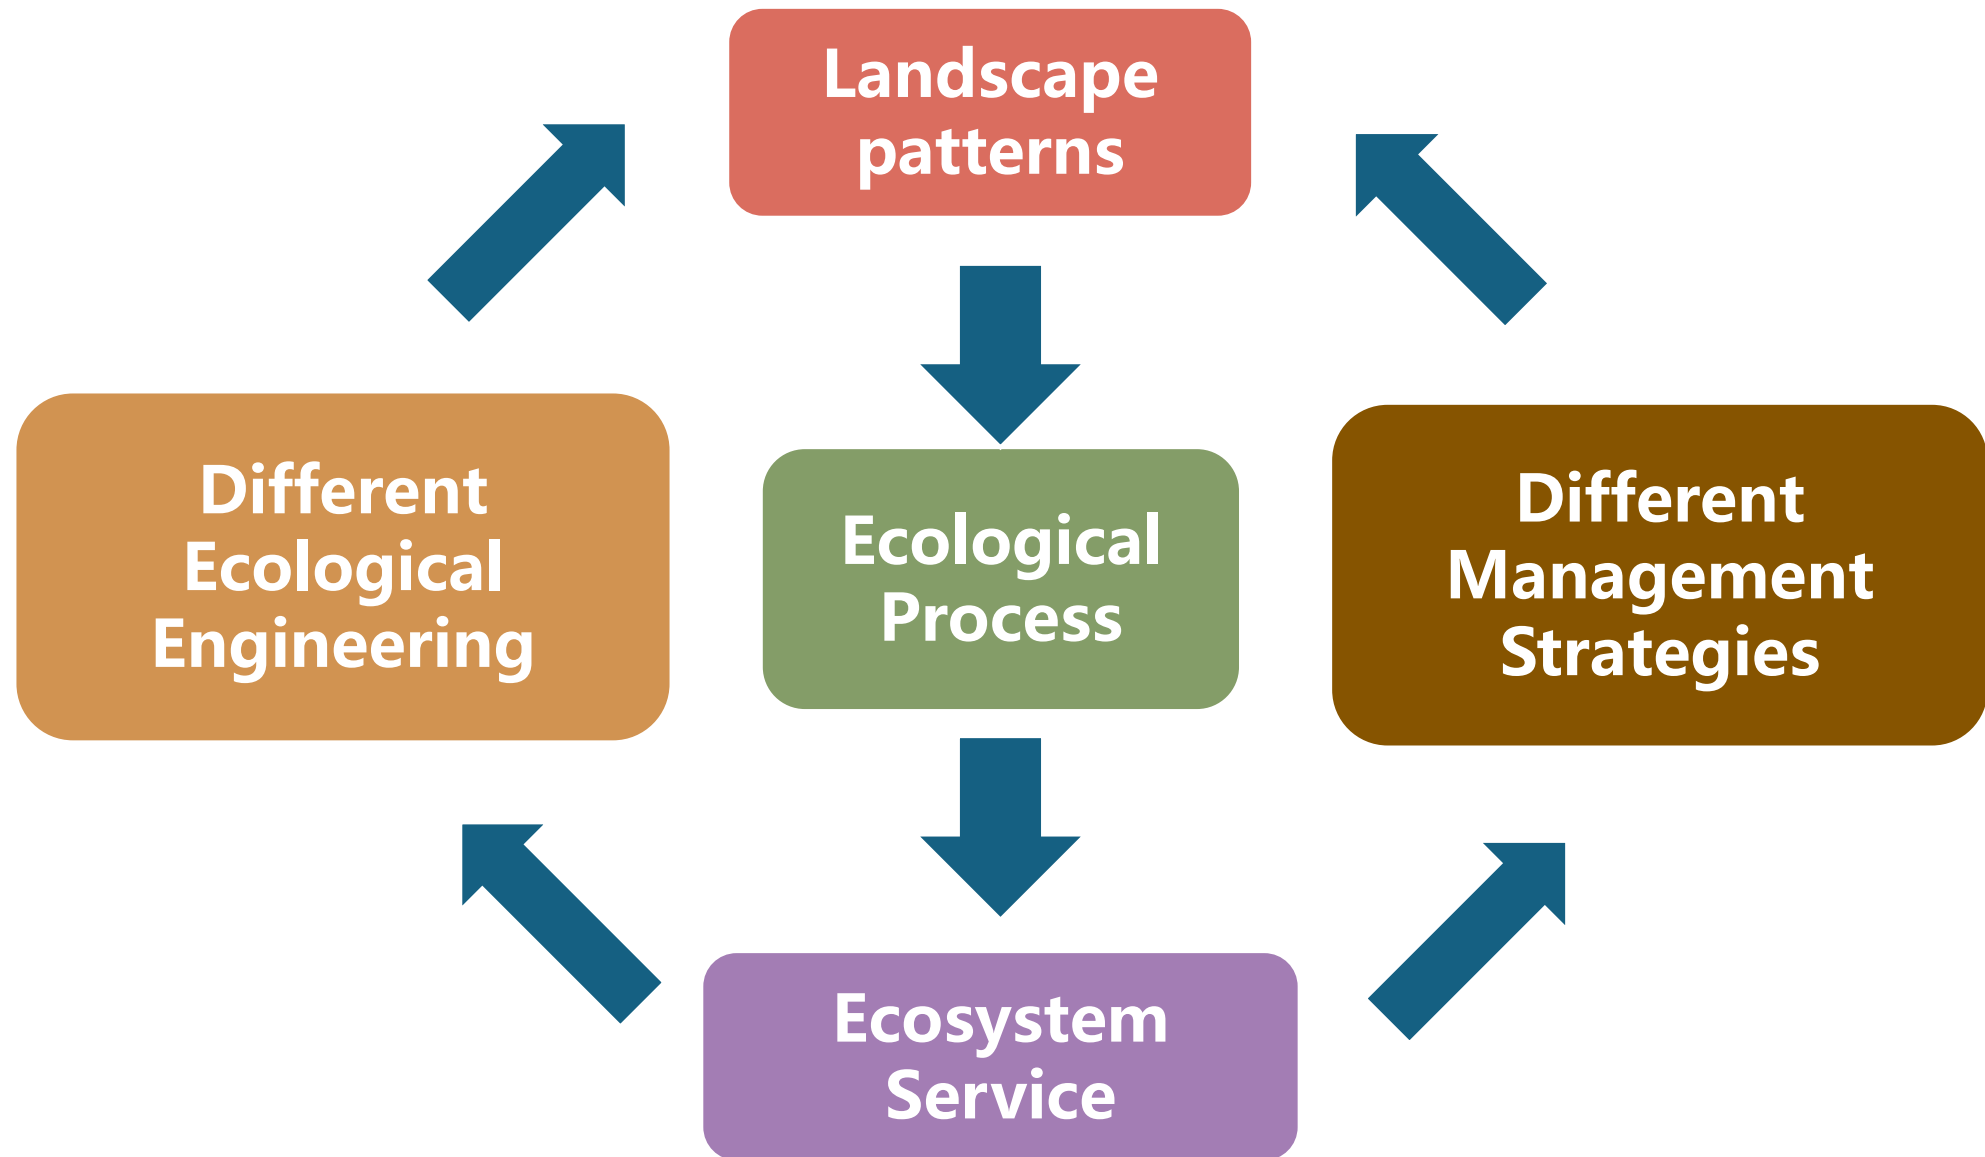 Landscape
patterns
Different
Ecological
Engineering
Ecological
Process
Different
Management
Strategies
Ecosystem
Service